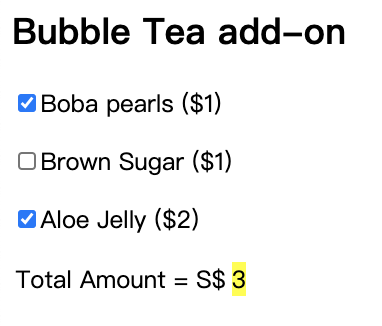 Bubble Tea add-on
Boba pearls ($1)
Brown Sugar ($1)
Aloe Jelly ($2)
Total Amount = S$ 3